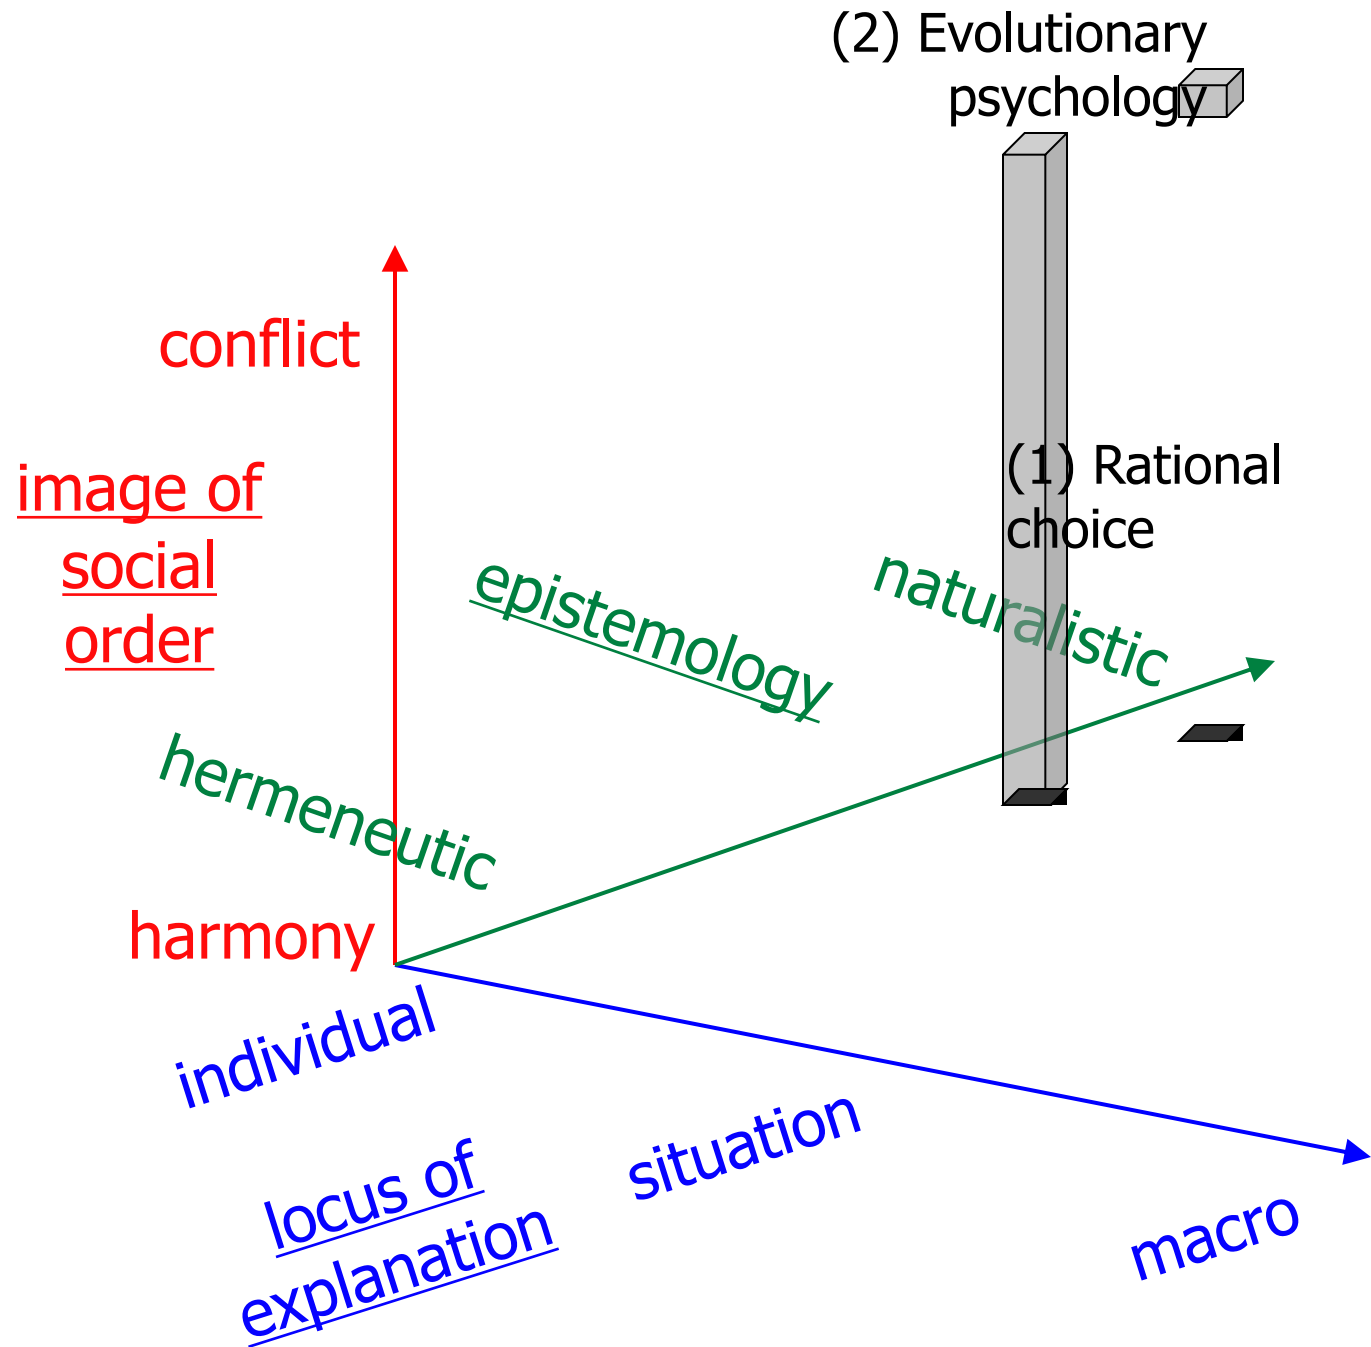 (2) Evolutionary
psychology
conflict
(1) Rational
choice
image of
social
order
epistemology
naturalistic
hermeneutic
harmony
individual
situation
locus of
explanation
macro